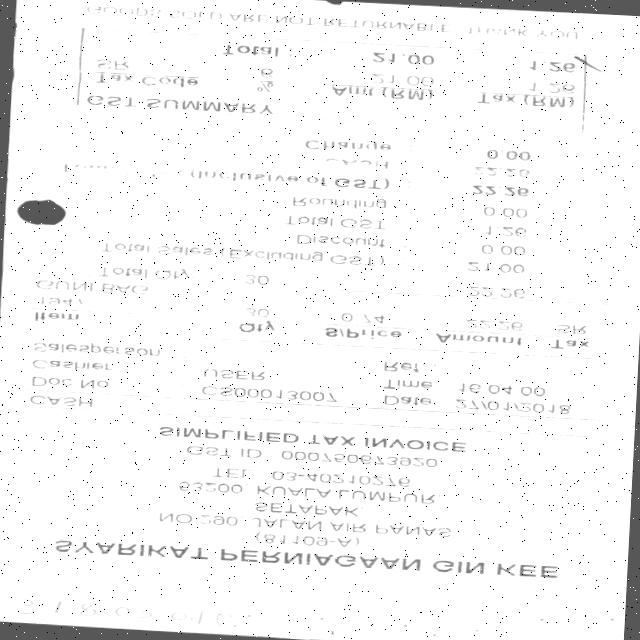 SYARIKAT PERNIAGAAN GIN KEE
(81109-A)
NO.290, JALAN AIR PANAS
SETAPAK
53200, KUALA LUMPUR
TEL : 03-40210276
GST ID : 000750673920
SIMPLIFIED TAX INVOICE
CASH
Doc No CS00013007 Date 27/01/2018
Cashier USER Time 16:04:00
Salesperson Ref
Item Qty S/Price Amount Tax
1947 30 0.74 22.26 SR
GUNI BAG
Total Qty 30 22.26
Total Sales (Excluding GST) 21.00
Discount 0.00
Total GST 1.26
Rounding 0.00
(Inclusive of GST) 22.26
CASH 22.26
Change 0.00
GST SUMMARY
Tax Code % Amt (RM) Tax (RM)
SR 6 21.00 1.26
Total 21.00 1.26
GOODS SOLD ARE NOT RETURNABLE, THANK YOU